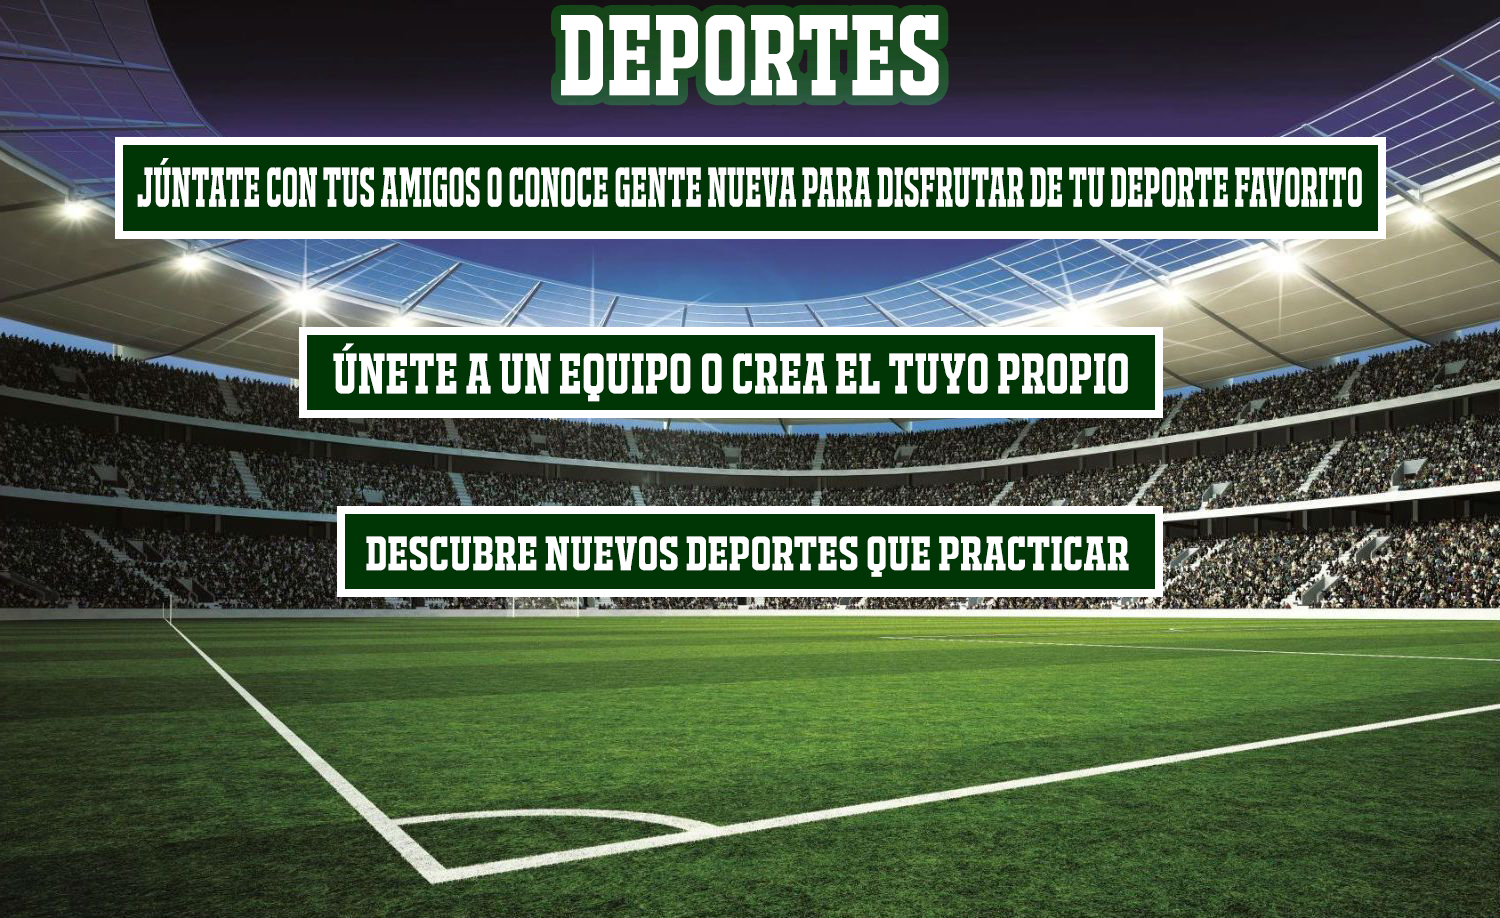 DEPORTES
JÚNTATE CON TUS AMIGOS O CONOCE GENTE NUEVA PARA DISFRUTAR DE TU DEPORTE FAVORITO
ÚNETE A UN EQUIPO O CREA EL TUYO PROPIO
DESCUBRE NUEVOS DEPORTES QUE PRACTICAR